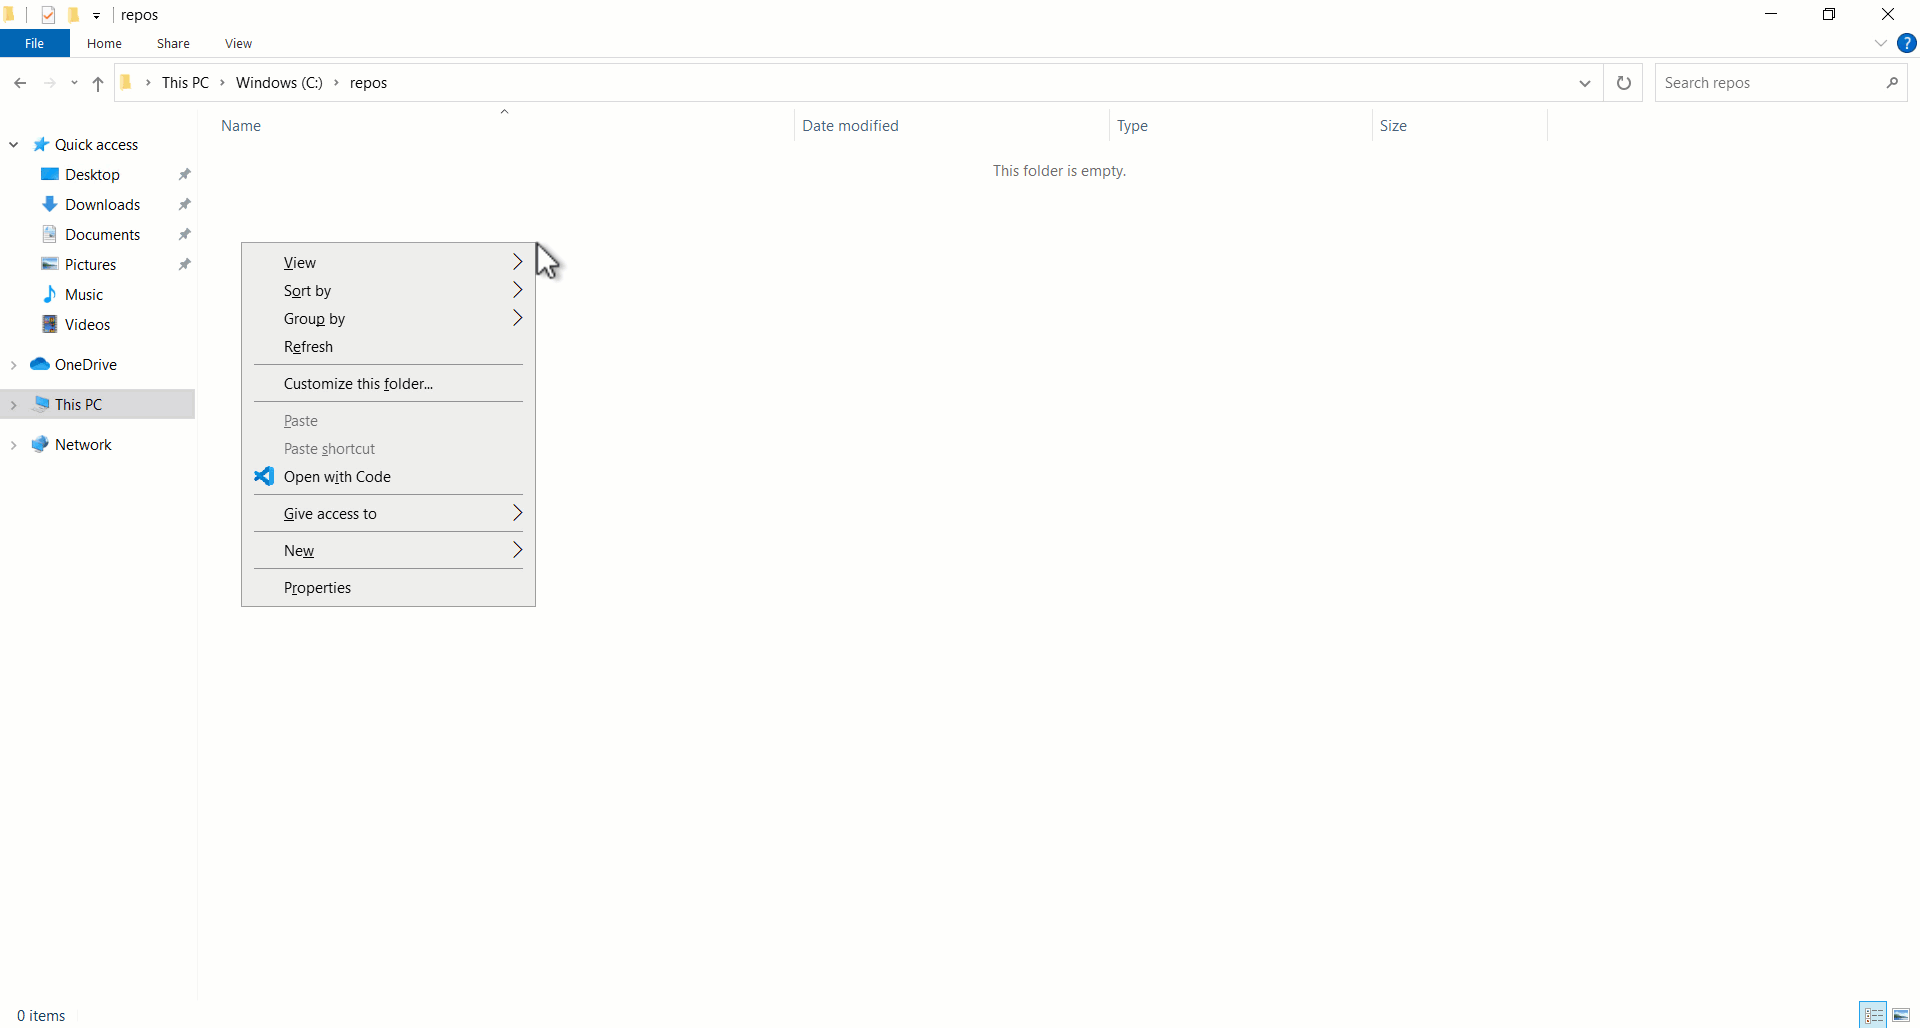 repos
File Home Share View ?
This PC Windows (C:) repos
Search repos
Name Date modified Type Size
This folder is empty.
Quick access
Desktop
Downloads
Documents
Pictures
Music
Videos
OneDrive
This PC
Network
View
Sort by
Group by
Refresh
Customize this folder...
Paste
Paste shortcut
Open with Code
Give access to
New
Properties
0 items